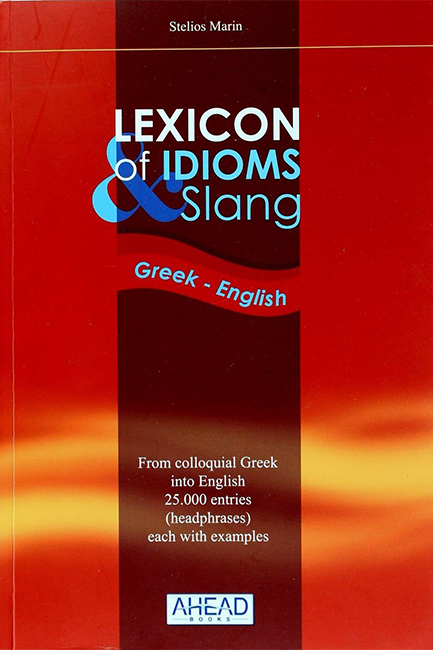 Stelios Marin
LEXICON
of IDIOMS
& Slang
Greek - English
From colloquial Greek
into English
25.000 entries
(headphrases)
each with examples
AHEAD
BOOKS